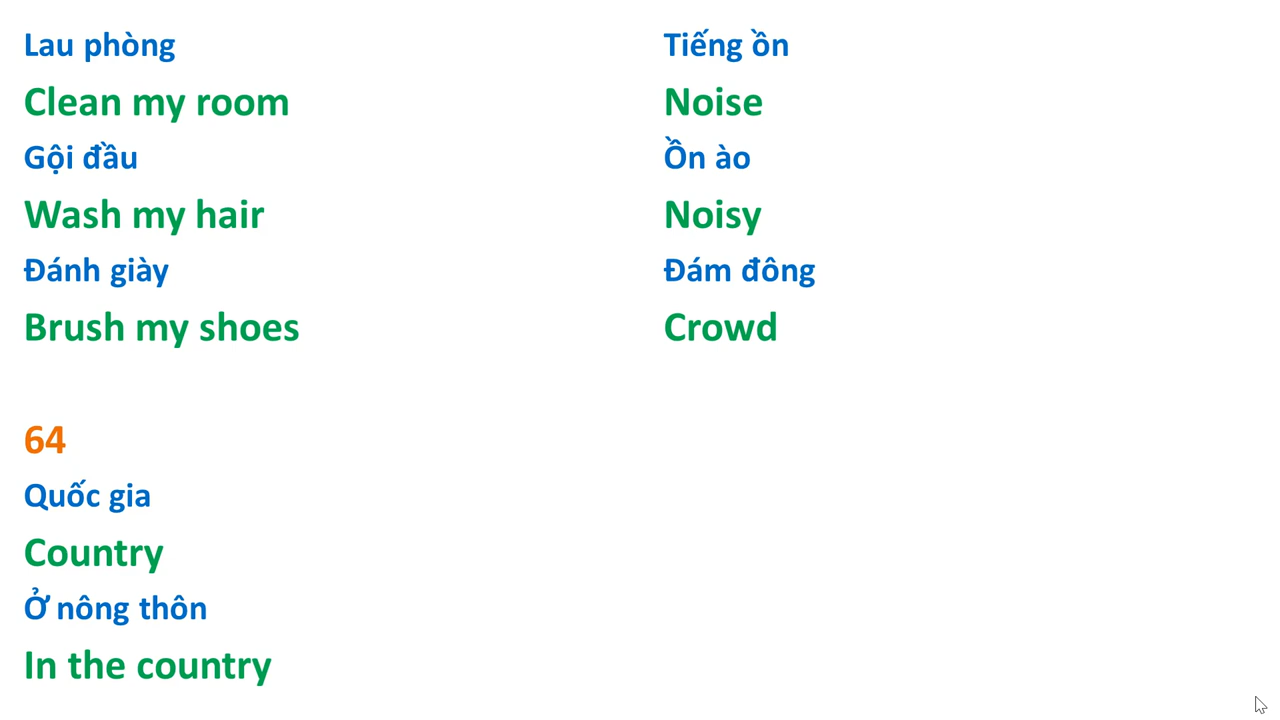 Lau phòng
Clean my room
Gội đầu
Wash my hair
Đánh giày
Brush my shoes
64
Quốc gia
Country
Ở nông thôn
In the country
Tiếng ồn
Noise
Ồn ào
Noisy
Đám đông
Crowd